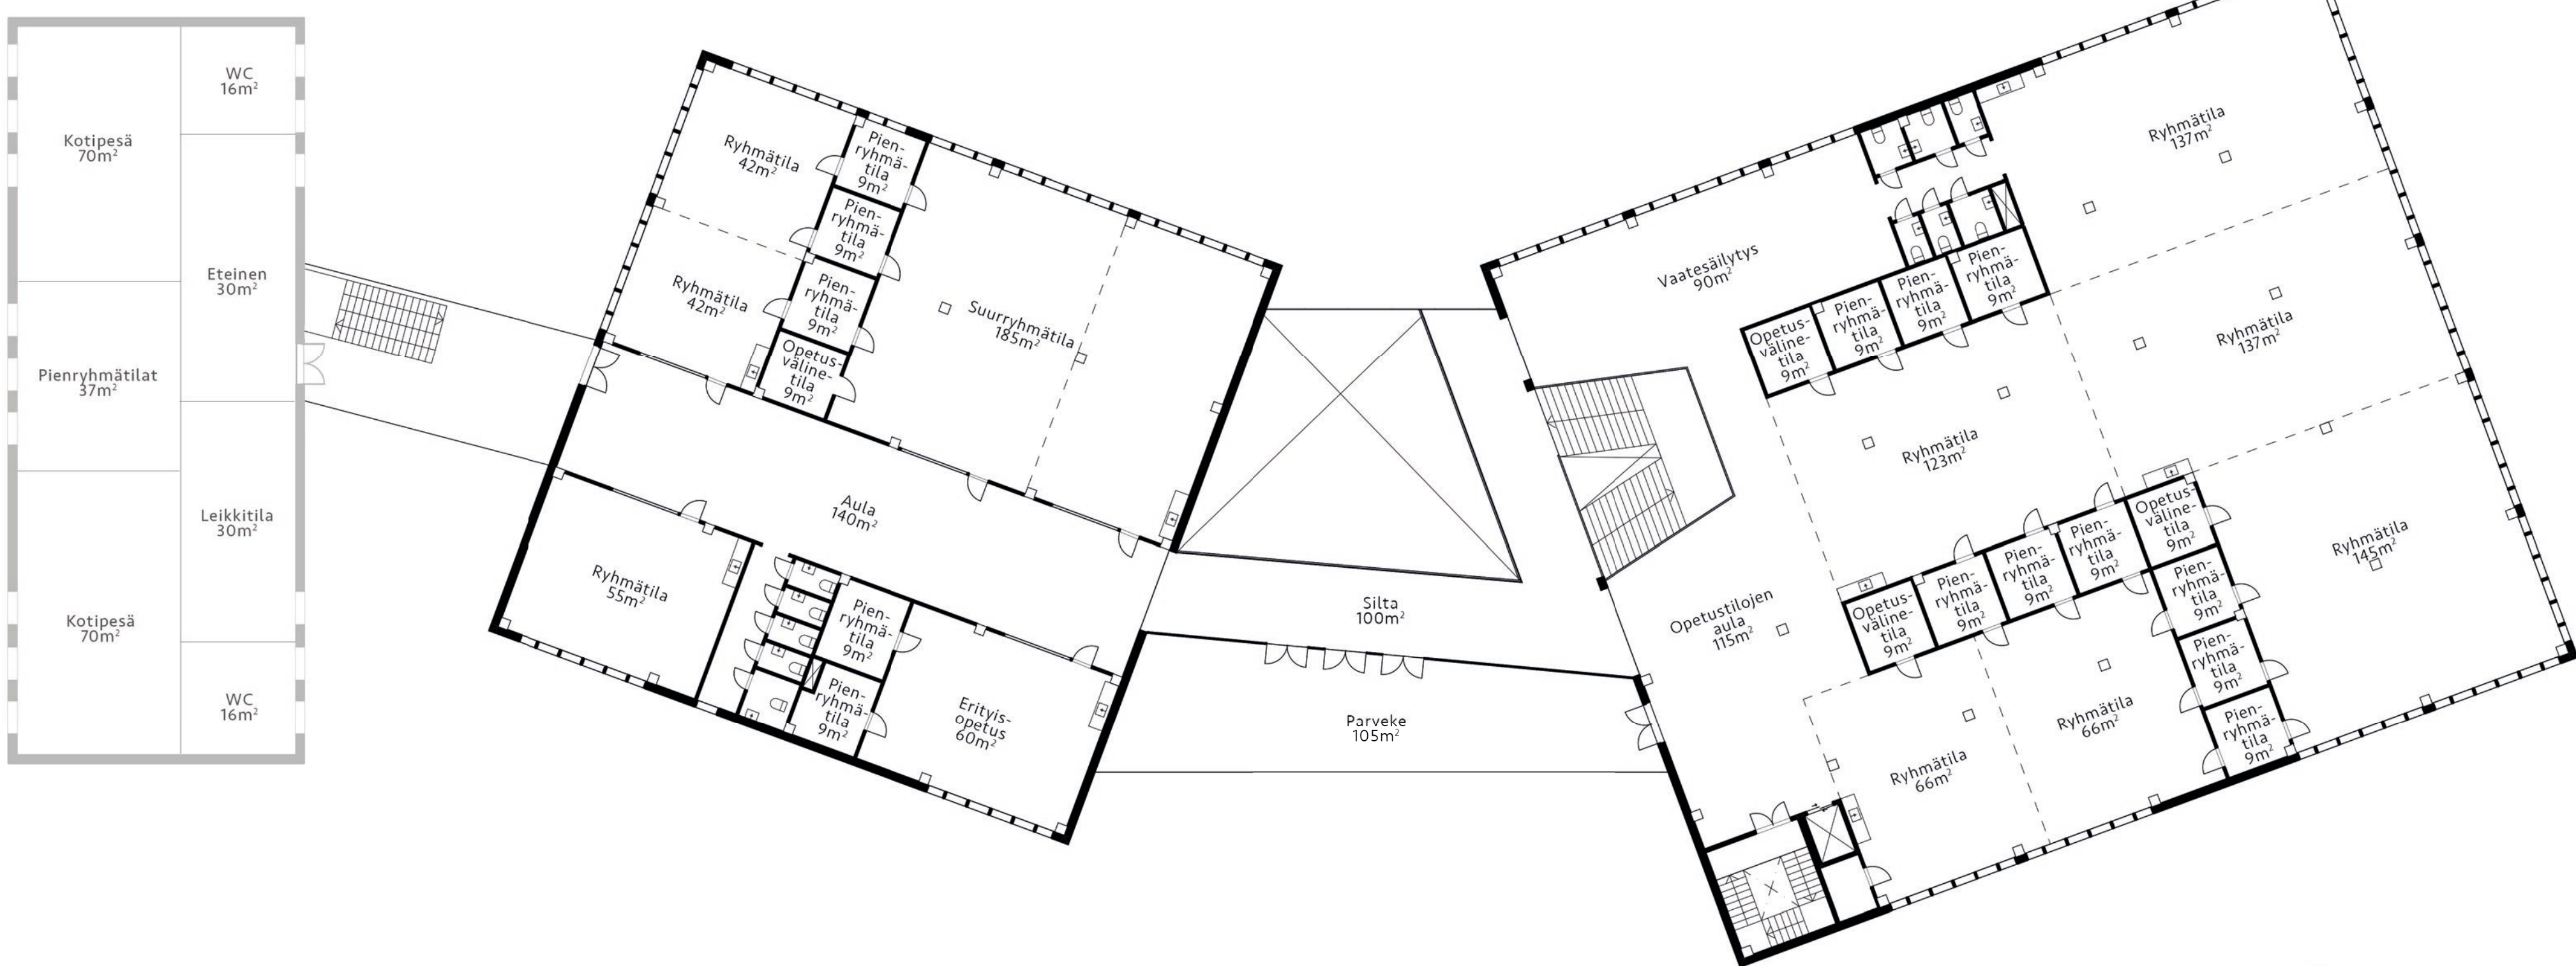 WC
16m²
Kotipesä
70m²
Eteinen
30m²
Pienryhmätilat
37m²
Leikkitila
30m²
Kotipesä
70m²
WC
16m²
Ryhmätila
42m²
Pien-
ryhmä-
tila
9m²
Pien-
ryhmä-
tila
9m²
Ryhmätila
42m²
Pien-
ryhmä-
tila
9m²
Opetus-
väline-
tila
9m²
Suurryhmätila
185m²
Aula
140m²
Ryhmätila
55m²
Pien-
ryhmä-
tila
9m²
Pien-
ryhmä-
tila
9m²
Erityis-
opetus
60m²
Silta
100m²
Parveke
105m²
Vaatesäilytys
90m²
Ryhmätila
137m²
Opetus-
väline-
tila
9m²
Pien-
ryhmä-
tila
9m²
Pien-
ryhmä-
tila
9m²
Pien-
ryhmä-
tila
9m²
Ryhmätila
137m²
Ryhmätila
123m²
Opetustilojen
aula
115m²
Opetus-
väline-
tila
9m²
Pien-
ryhmä-
tila
9m²
Pien-
ryhmä-
tila
9m²
Pien-
ryhmä-
tila
9m²
Opetus-
väline-
tila
9m²
Pien-
ryhmä-
tila
9m²
Pien-
ryhmä-
tila
9m²
Pien-
ryhmä-
tila
9m²
Ryhmätila
145m²
Ryhmätila
66m²
Ryhmätila
66m²